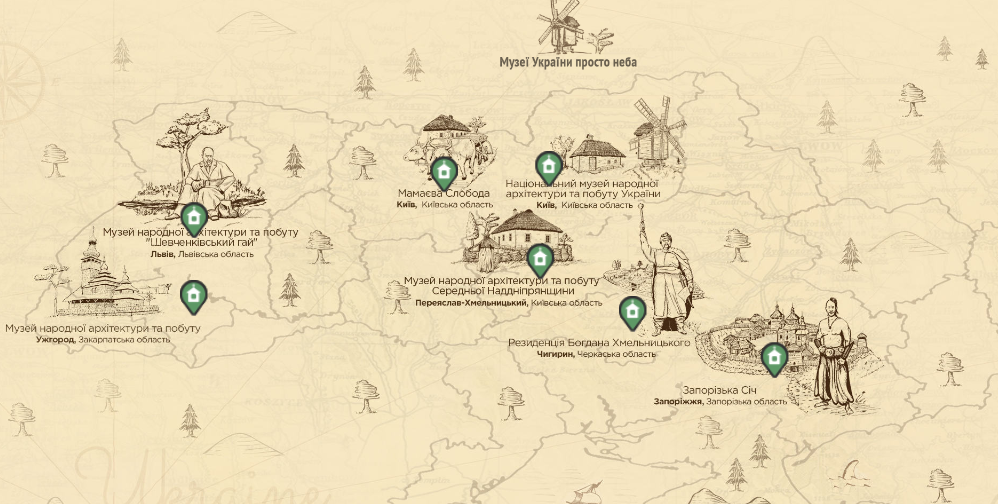 Музеї України просто неба
Мамаєва Слобода
Київ, Київська область
Національний музей народної
архітектури та побуту України
Київ, Київська область
Музей народної архітектури та побуту
"Шевченківський гай"
Львів, Львівська область
Музей народної архітектури та побуту
Середньої Наддніпрянщини
Переяслав-Хмельницький, Київська область
Музей народної архітектури та побуту
Ужгород, Закарпатська область
Резиденція Богдана Хмельницького
Чигирин, Черкаська область
Запорізька Січ
Запоріжжя, Запорізька область
Ukraine